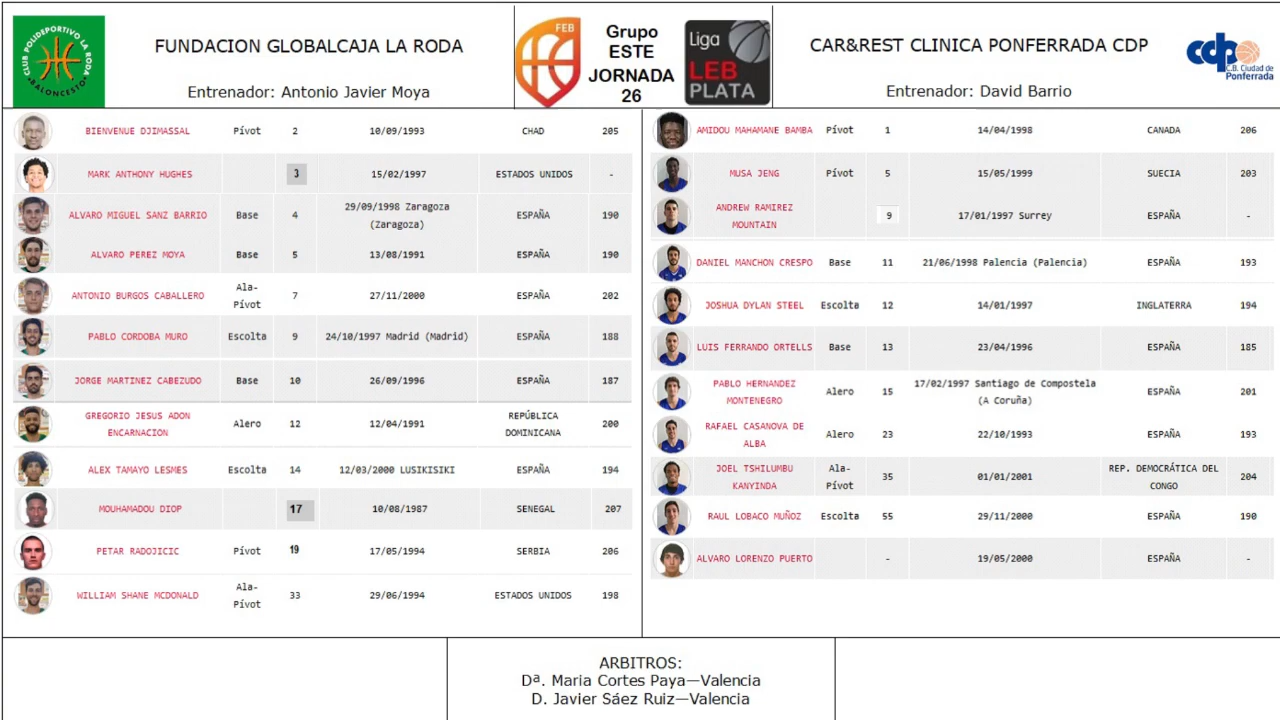 CLUB POLIDEPORTIVO LA RODA
BALONCESTO
FUNDACION GLOBALCAJA LA RODA
Entrenador: Antonio Javier Moya
FEB
Grupo
ESTE
JORNADA
26
Liga
LEB
PLATA
CAR&REST CLINICA PONFERRADA CDP
Entrenador: David Barrio
cdp
C.B. Ciudad de
Ponferrada
BIENVENUE DJIMASSAL Pívot 2 10/09/1993 CHAD 205
MARK ANTHONY HUGHES 3 15/02/1997 ESTADOS UNIDOS -
ALVARO MIGUEL SANZ BARRIO Base 4 29/09/1998 Zaragoza
(Zaragoza) ESPAÑA 190
ALVARO PEREZ MOYA Base 5 13/08/1991 ESPAÑA 190
ANTONIO BURGOS CABALLERO Ala-
Pívot 7 27/11/2000 ESPAÑA 202
PABLO CORDOBA MURO Escolta 9 24/10/1997 Madrid (Madrid) ESPAÑA 188
JORGE MARTINEZ CABEZUDO Base 10 26/09/1996 ESPAÑA 187
GREGORIO JESUS ADON
ENCARNACION Alero 12 12/04/1991 REPÚBLICA
DOMINICANA 200
ALEX TAMAYO LESMES Escolta 14 12/03/2000 LUSIKISIKI ESPAÑA 194
MOUHAMADOU DIOP 17 10/08/1987 SENEGAL 207
PETAR RADOJICIC Pívot 19 17/05/1994 SERBIA 206
WILLIAM SHANE MCDONALD Ala-
Pívot 33 29/06/1994 ESTADOS UNIDOS 198
AMIDOU MAHAMANE BAMBA Pívot 1 14/04/1998 CANADA 206
MUSA JENG Pívot 5 15/05/1999 SUECIA 203
ANDREW RAMIREZ
MOUNTAIN 9 17/01/1997 Surrey ESPAÑA -
DANIEL MANCHON CRESPO Base 11 21/06/1998 Palencia (Palencia) ESPAÑA 193
JOSHUA DYLAN STEEL Escolta 12 14/01/1997 INGLATERRA 194
LUIS FERRANDO ORTELLS Base 13 23/04/1996 ESPAÑA 185
PABLO HERNANDEZ
MONTENEGRO Alero 15 17/02/1997 Santiago de Compostela
(A Coruña) ESPAÑA 201
RAFAEL CASANOVA DE
ALBA Alero 23 22/10/1993 ESPAÑA 193
JOEL TSHILUMBU
KANYINDA Ala-
Pívot 35 01/01/2001 REP. DEMOCRÁTICA DEL
CONGO 204
RAUL LOBACO MUÑOZ Escolta 55 29/11/2000 ESPAÑA 190
ALVARO LORENZO PUERTO - 19/05/2000 ESPAÑA -
ARBITROS:
Dª. Maria Cortes Paya—Valencia
D. Javier Sáez Ruiz—Valencia